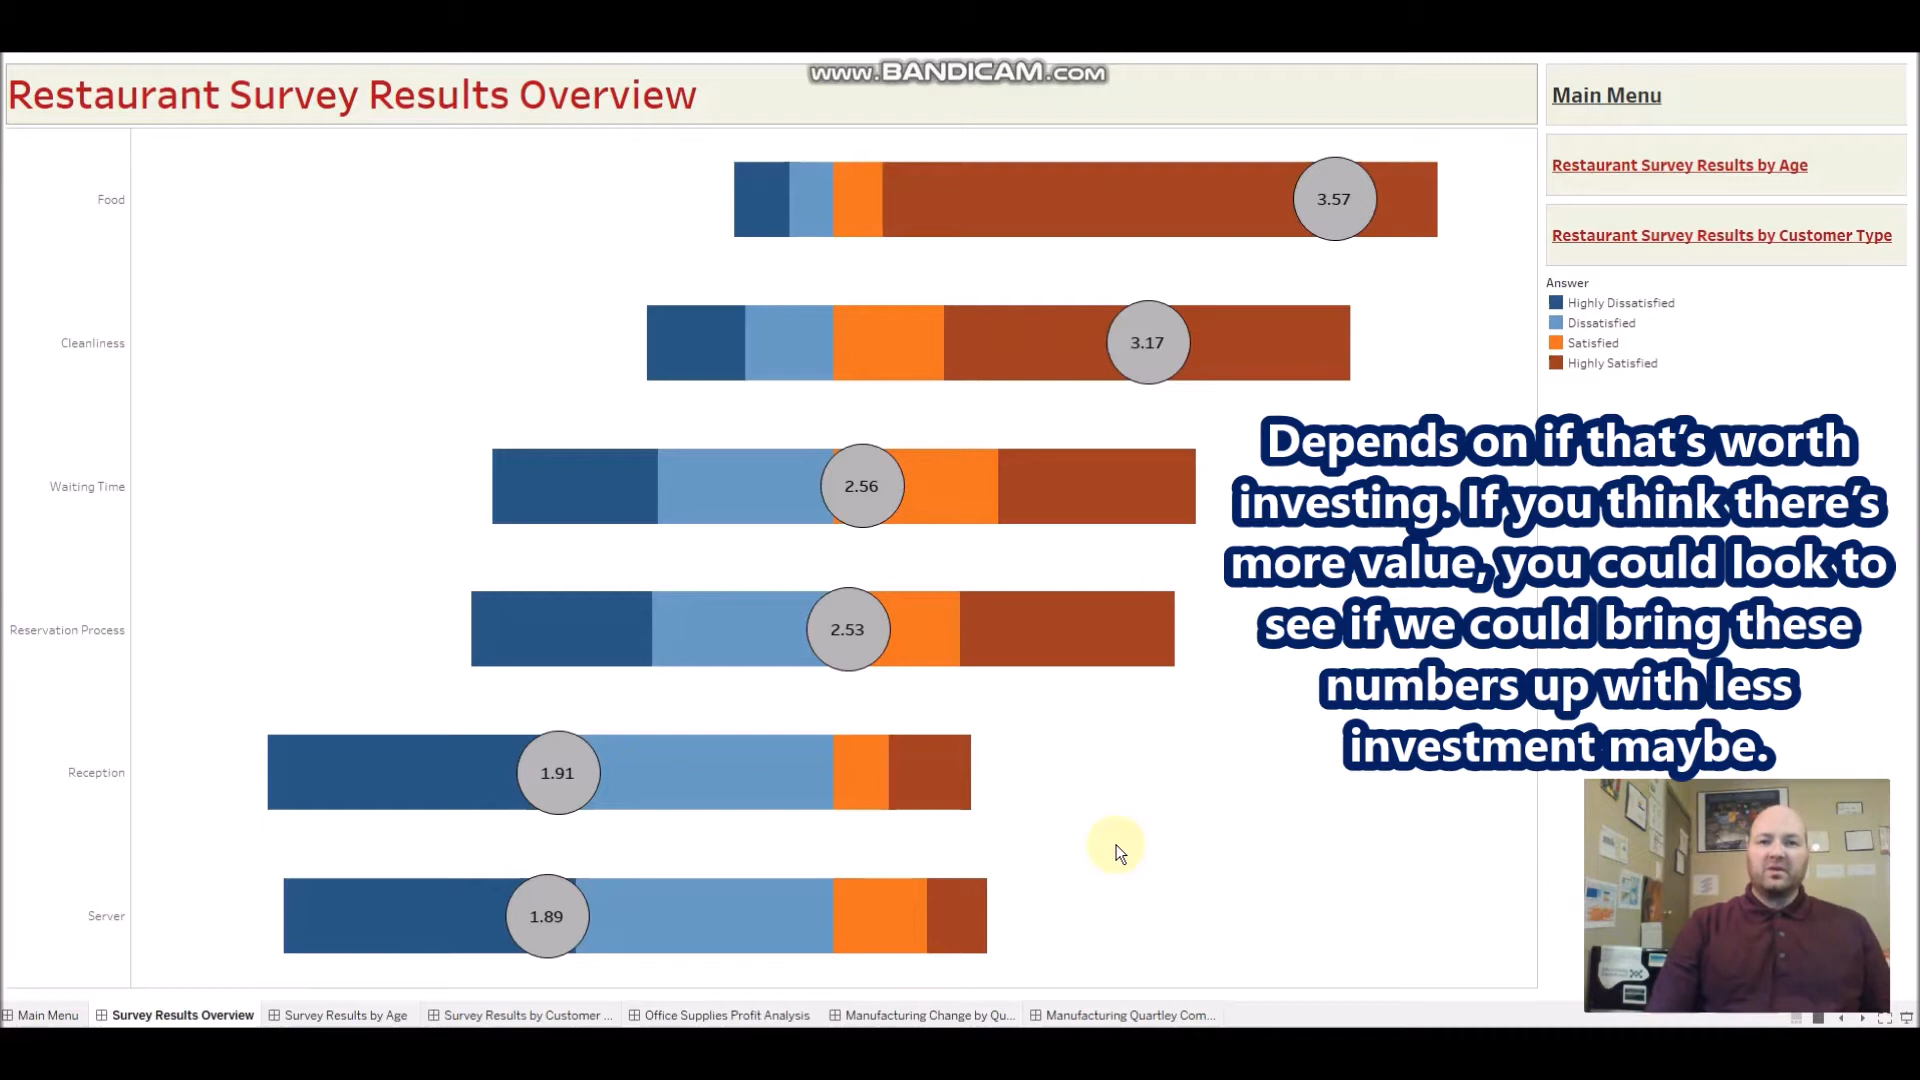 www.BANDICAM.com
Restaurant Survey Results Overview
Main Menu
Restaurant Survey Results by Age
Restaurant Survey Results by Customer Type
Answer
Highly Dissatisfied
Dissatisfied
Satisfied
Highly Satisfied
Food
3.57
Cleanliness
3.17
Waiting Time
2.56
Reservation Process
2.53
Reception
1.91
Server
1.89
Depends on if that’s worth
investing. If you think there’s
more value, you could look to
see if we could bring these
numbers up with less
investment maybe.
Main Menu
Survey Results Overview
Survey Results by Age
Survey Results by Customer ...
Office Supplies Profit Analysis
Manufacturing Change by Qu...
Manufacturing Quartley Com...